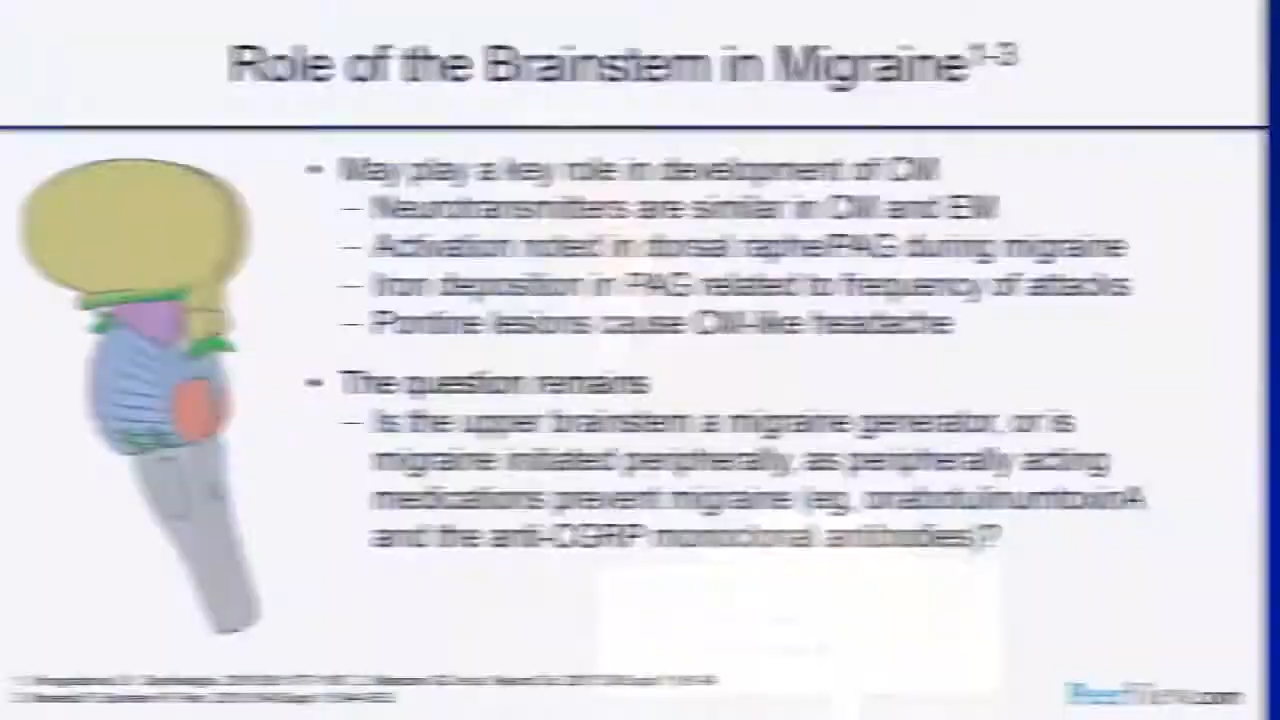 Role of the Brainstem in Migraine1-3
• May play a key role in development of CM
– Neurotransmitters are similar in CM and EM
– Activation noted in dorsal raphe/PAG during migraine
– Iron deposition in PAG related to frequency of attacks
– Pontine lesions cause CM-like headache
• The question remains
– Is the upper brainstem a migraine generator, or is
migraine initiated peripherally, as peripherally acting
medications prevent migraine (eg, onabotulinumtoxinA
and the anti-CGRP monoclonal antibodies)?
PeerView.com